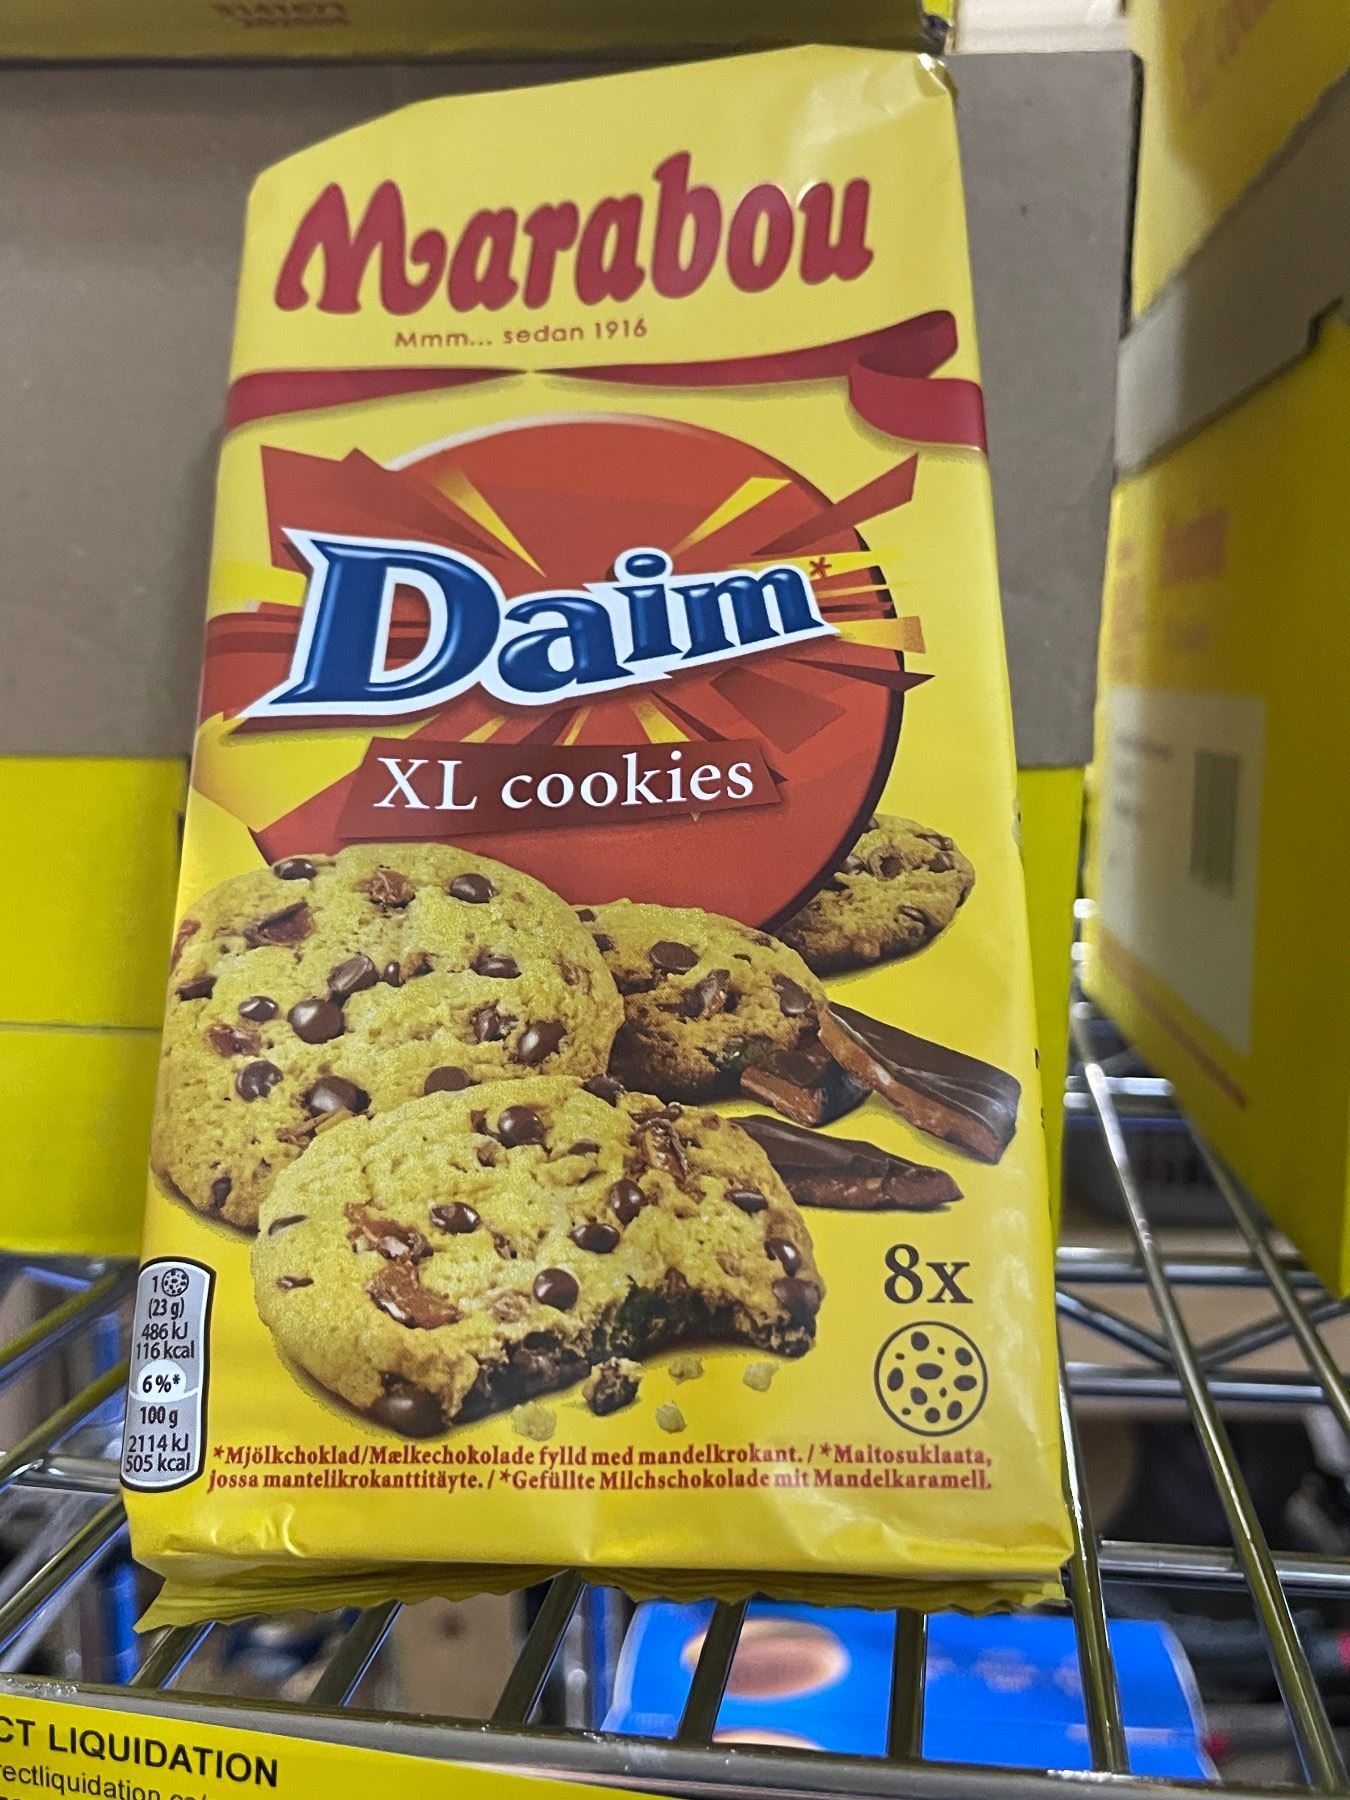 Marabou
Mmm... sedan 1916
Daim*
XL cookies
8x
1
(23 g)
486 kJ
116 kcal
6%*
100 g
2114 kJ
505 kcal
*Mjölkchoklad/Mælkechokolade fylld med mandelkrokant. / *Maitosuklaata,
jossa mantelikrokanttitäyte. / *Gefüllte Milchschokolade mit Mandelkaramell.
CT LIQUIDATION
ectliquidation